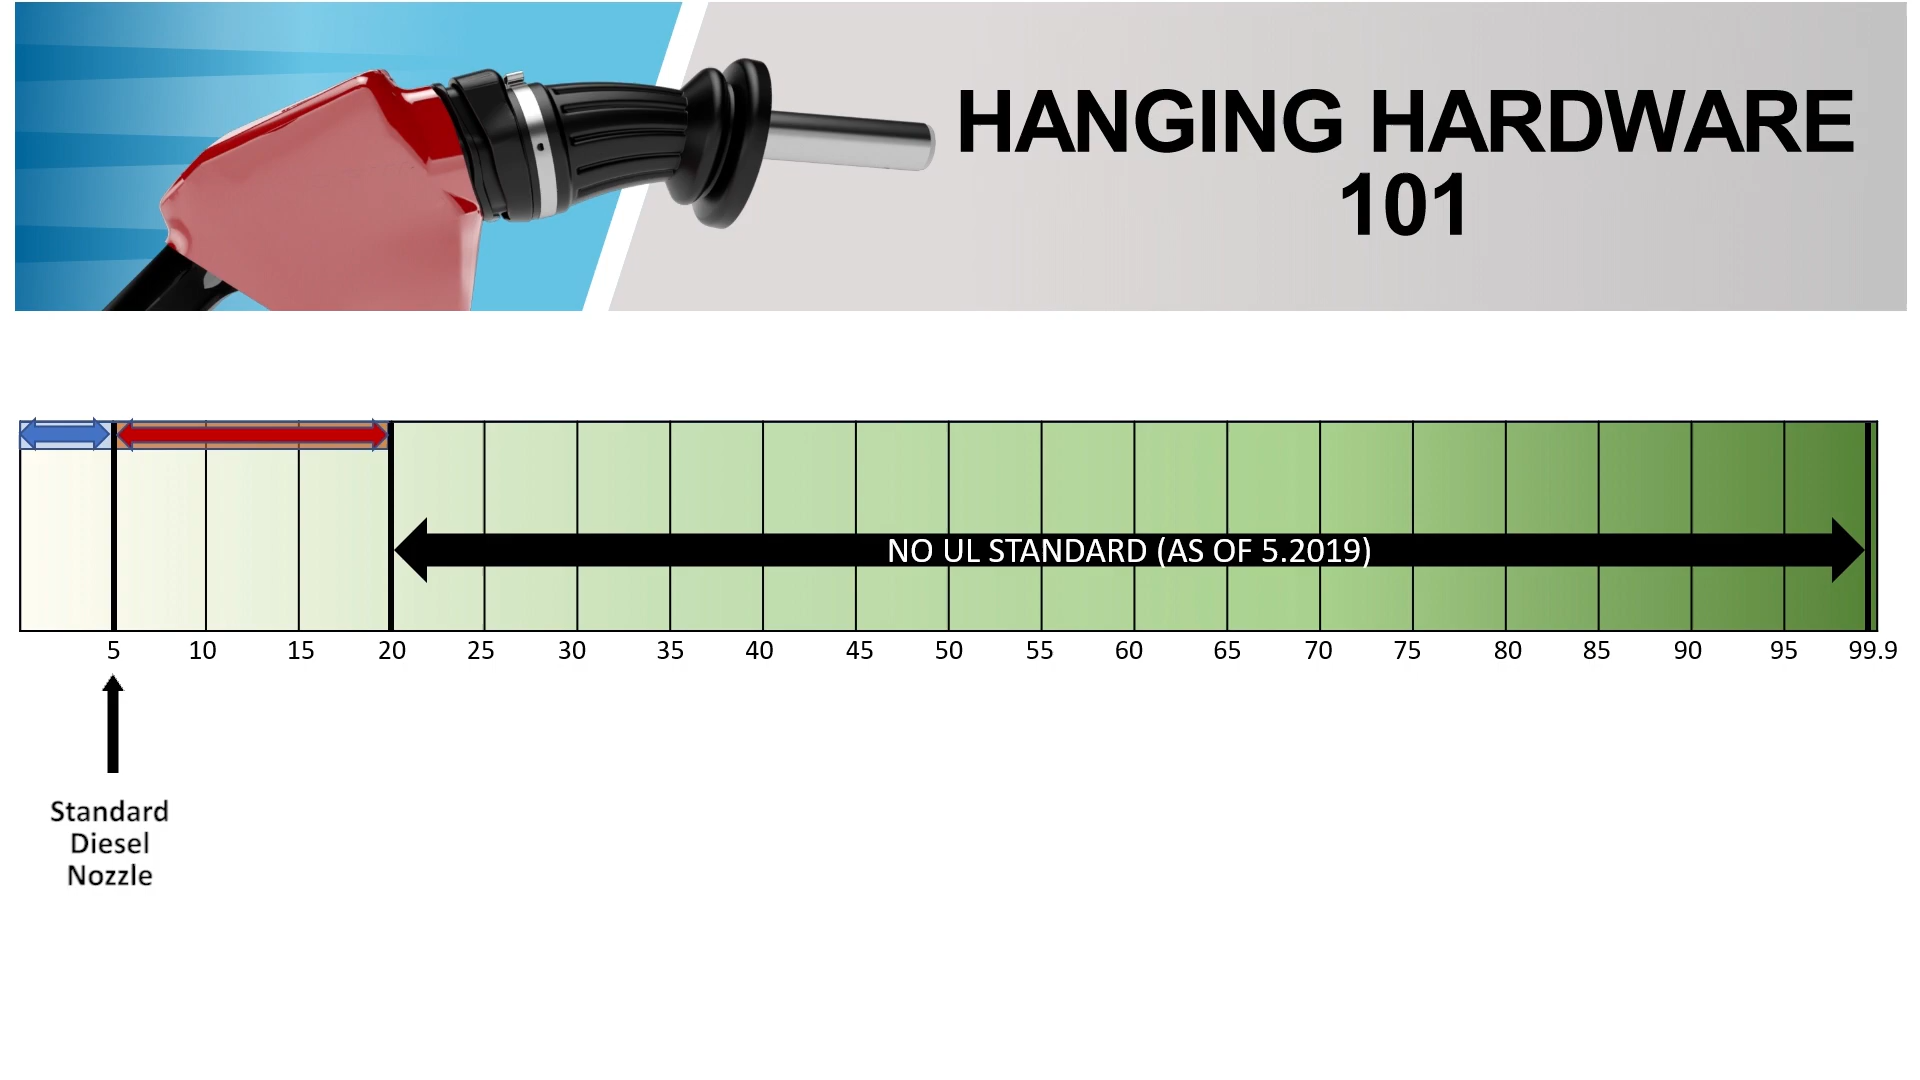 HANGING HARDWARE
101
NO UL STANDARD (AS OF 5.2019)
5 10 15 20 25 30 35 40 45 50 55 60 65 70 75 80 85 90 95 99.9
Standard
Diesel
Nozzle